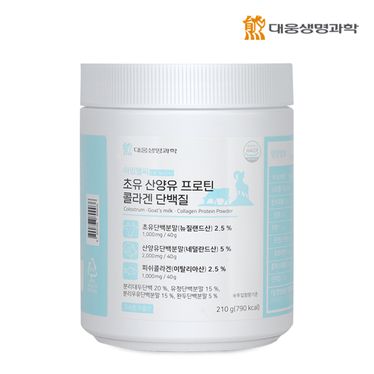 대웅생명과학
대웅생명과학
초유 산양유 프로틴
콜라겐 단백질
Colostrum · Goat's milk · Collagen Protein Powder
초유단백분말(뉴질랜드산) 2.5 %
1,000mg / 40g
산양유단백분말(네덜란드산) 5 %
2,000mg / 40g
피쉬콜라겐(이탈리아산) 2.5 %
1,000mg / 40g
분리대두단백 20 %, 유청단백분말 15 %,
분리우유단백분말 15 %, 완두단백분말 5 %
210 g(790 kcal)